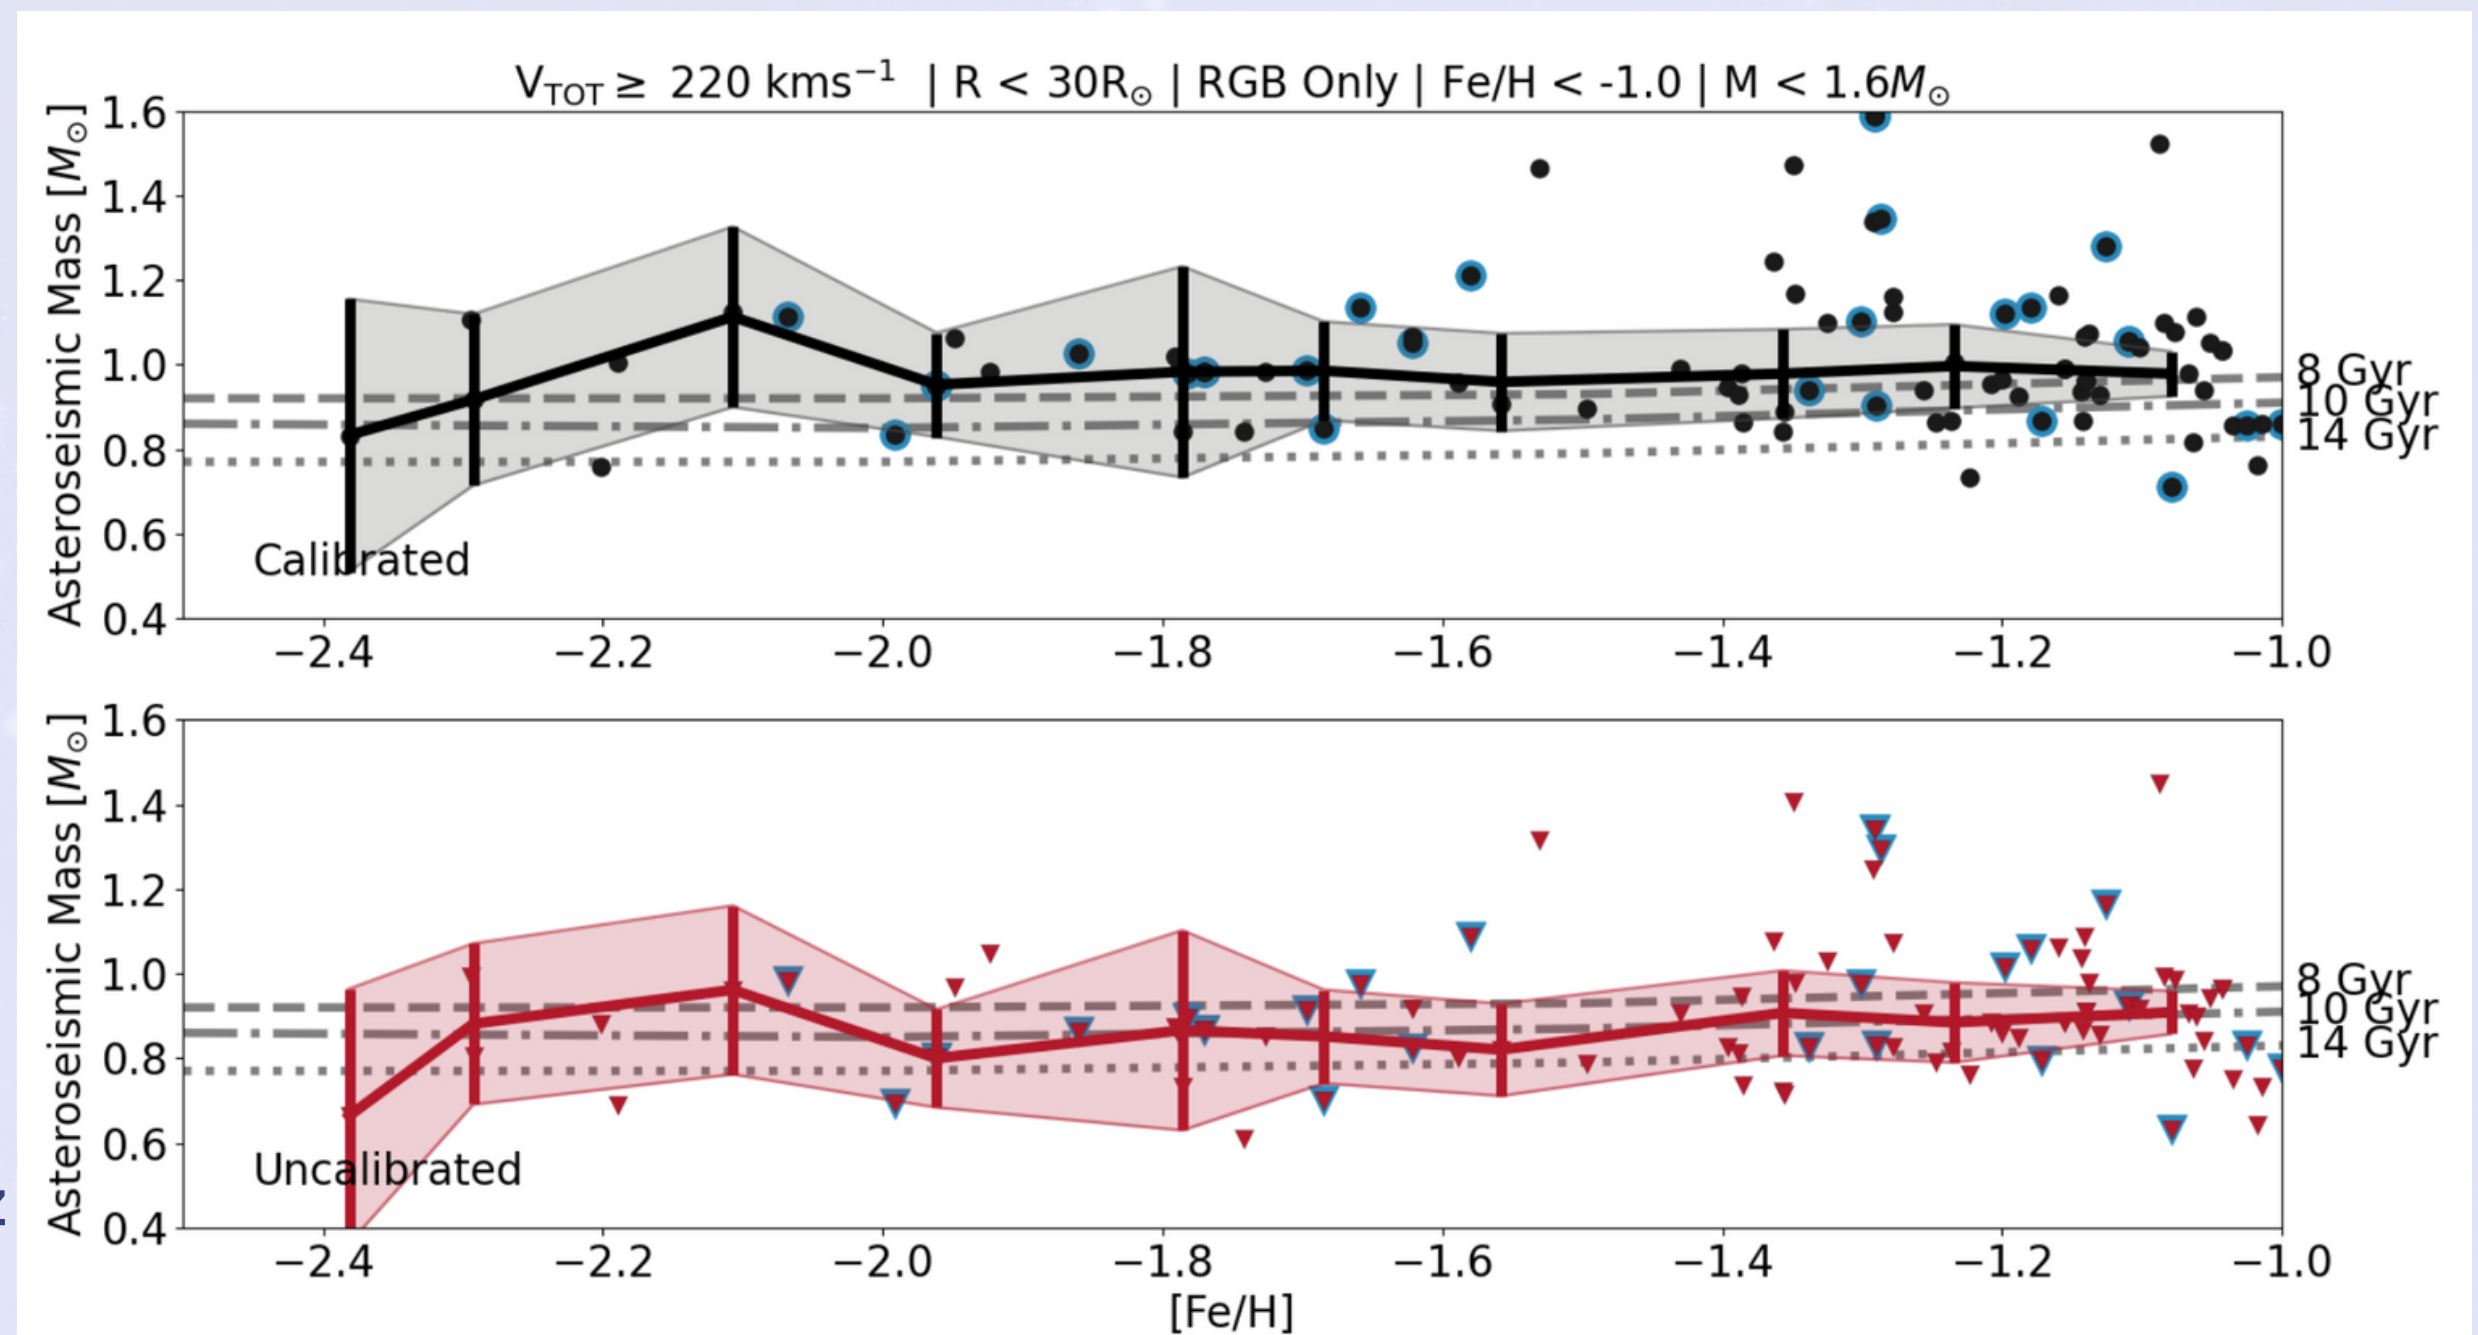 V_TOT ≥ 220 kms⁻¹ | R < 30R⊙ | RGB Only | Fe/H < -1.0 | M < 1.6M⊙
Asteroseismic Mass [M⊙]
1.6
1.4
1.2
1.0
0.8
0.6
0.4
8 Gyr
10 Gyr
14 Gyr
Calibrated
−2.4 −2.2 −2.0 −1.8 −1.6 −1.4 −1.2 −1.0
Asteroseismic Mass [M⊙]
1.6
1.4
1.2
1.0
0.8
0.6
0.4
8 Gyr
10 Gyr
14 Gyr
Uncalibrated
−2.4 −2.2 −2.0 −1.8 −1.6 −1.4 −1.2 −1.0
[Fe/H]